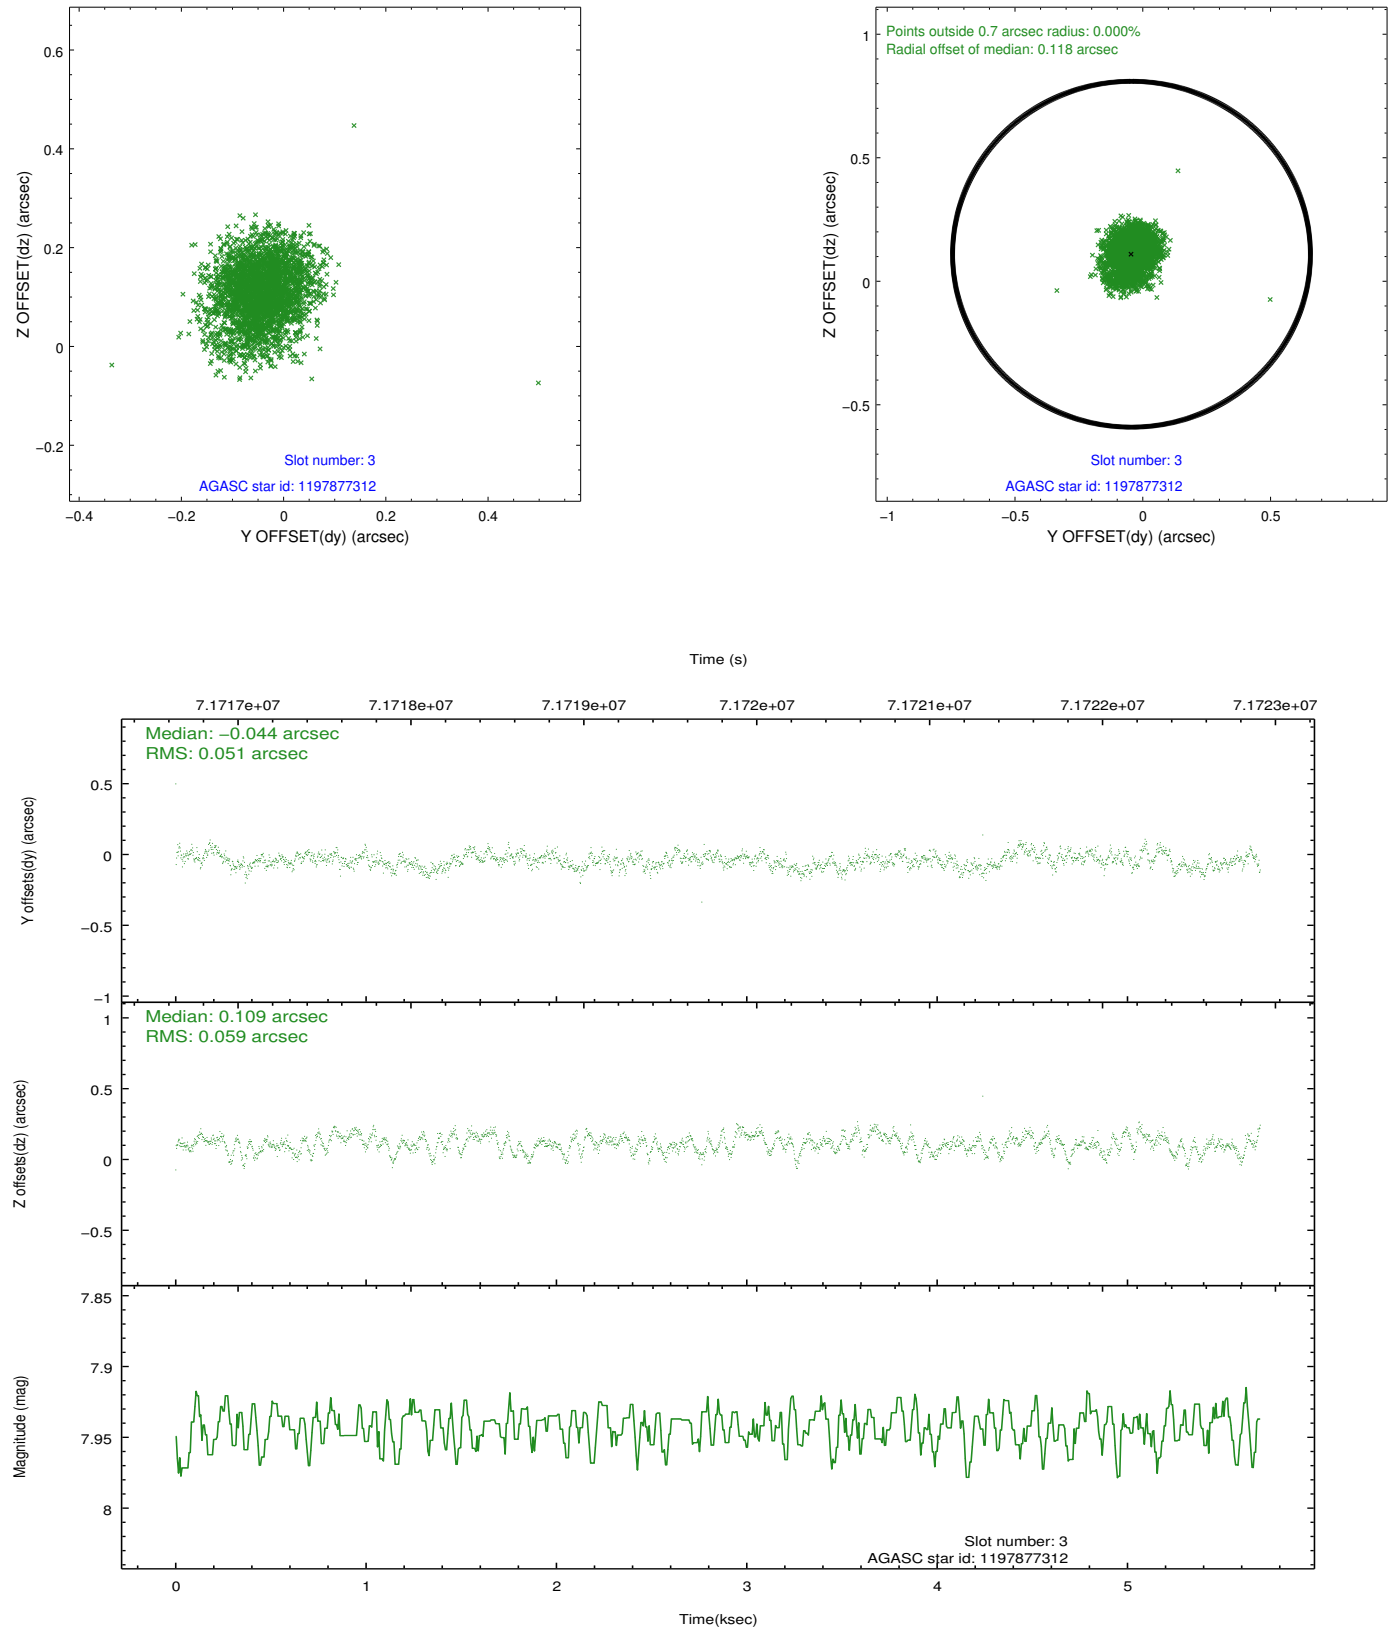 0.6
0.4
0.2
0
−0.2
−0.4
−0.2
0
0.2
0.4
Z OFFSET(dz) (arcsec)
Y OFFSET(dy) (arcsec)
Slot number: 3
AGASC star id: 1197877312
Points outside 0.7 arcsec radius: 0.000%
Radial offset of median: 0.118 arcsec
1
0.5
0
−0.5
−1
−0.5
0
0.5
Z OFFSET(dz) (arcsec)
Y OFFSET(dy) (arcsec)
Slot number: 3
AGASC star id: 1197877312
Time (s)
7.1717e+07 7.1718e+07 7.1719e+07 7.172e+07 7.1721e+07 7.1722e+07 7.1723e+07
Median: −0.044 arcsec
RMS: 0.051 arcsec
0.5
0
−0.5
−1
Y offsets(dy) (arcsec)
Median: 0.109 arcsec
RMS: 0.059 arcsec
1
0.5
0
−0.5
Z offsets(dz) (arcsec)
7.85
7.9
7.95
8
Magnitude (mag)
Slot number: 3
AGASC star id: 1197877312
0 1 2 3 4 5
Time(ksec)